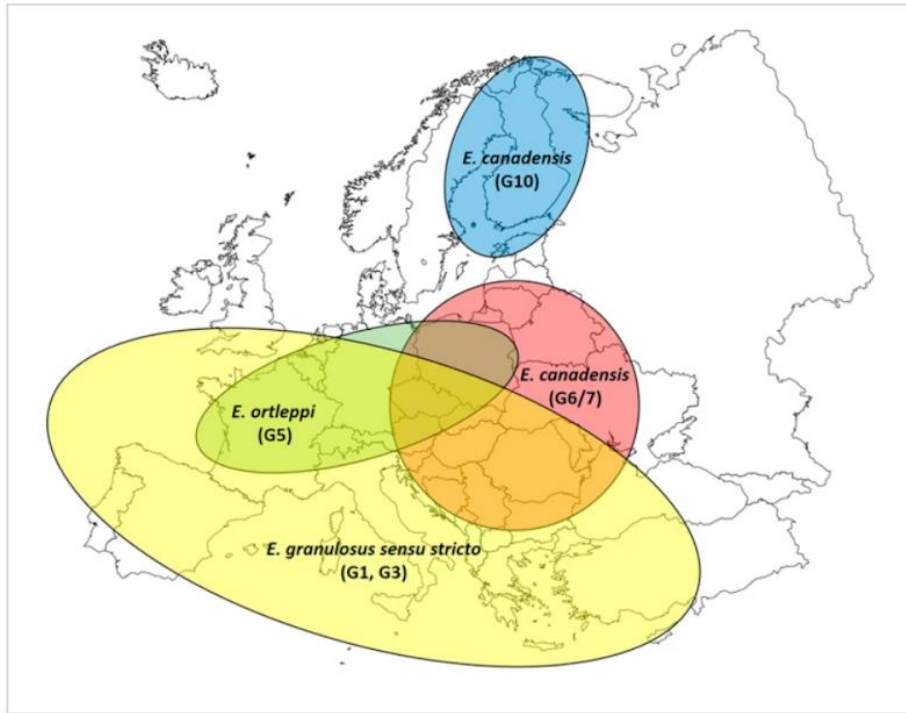 E. canadensis
(G10)
E. canadensis
(G6/7)
E. ortleppi
(G5)
E. granulosus sensu stricto
(G1, G3)